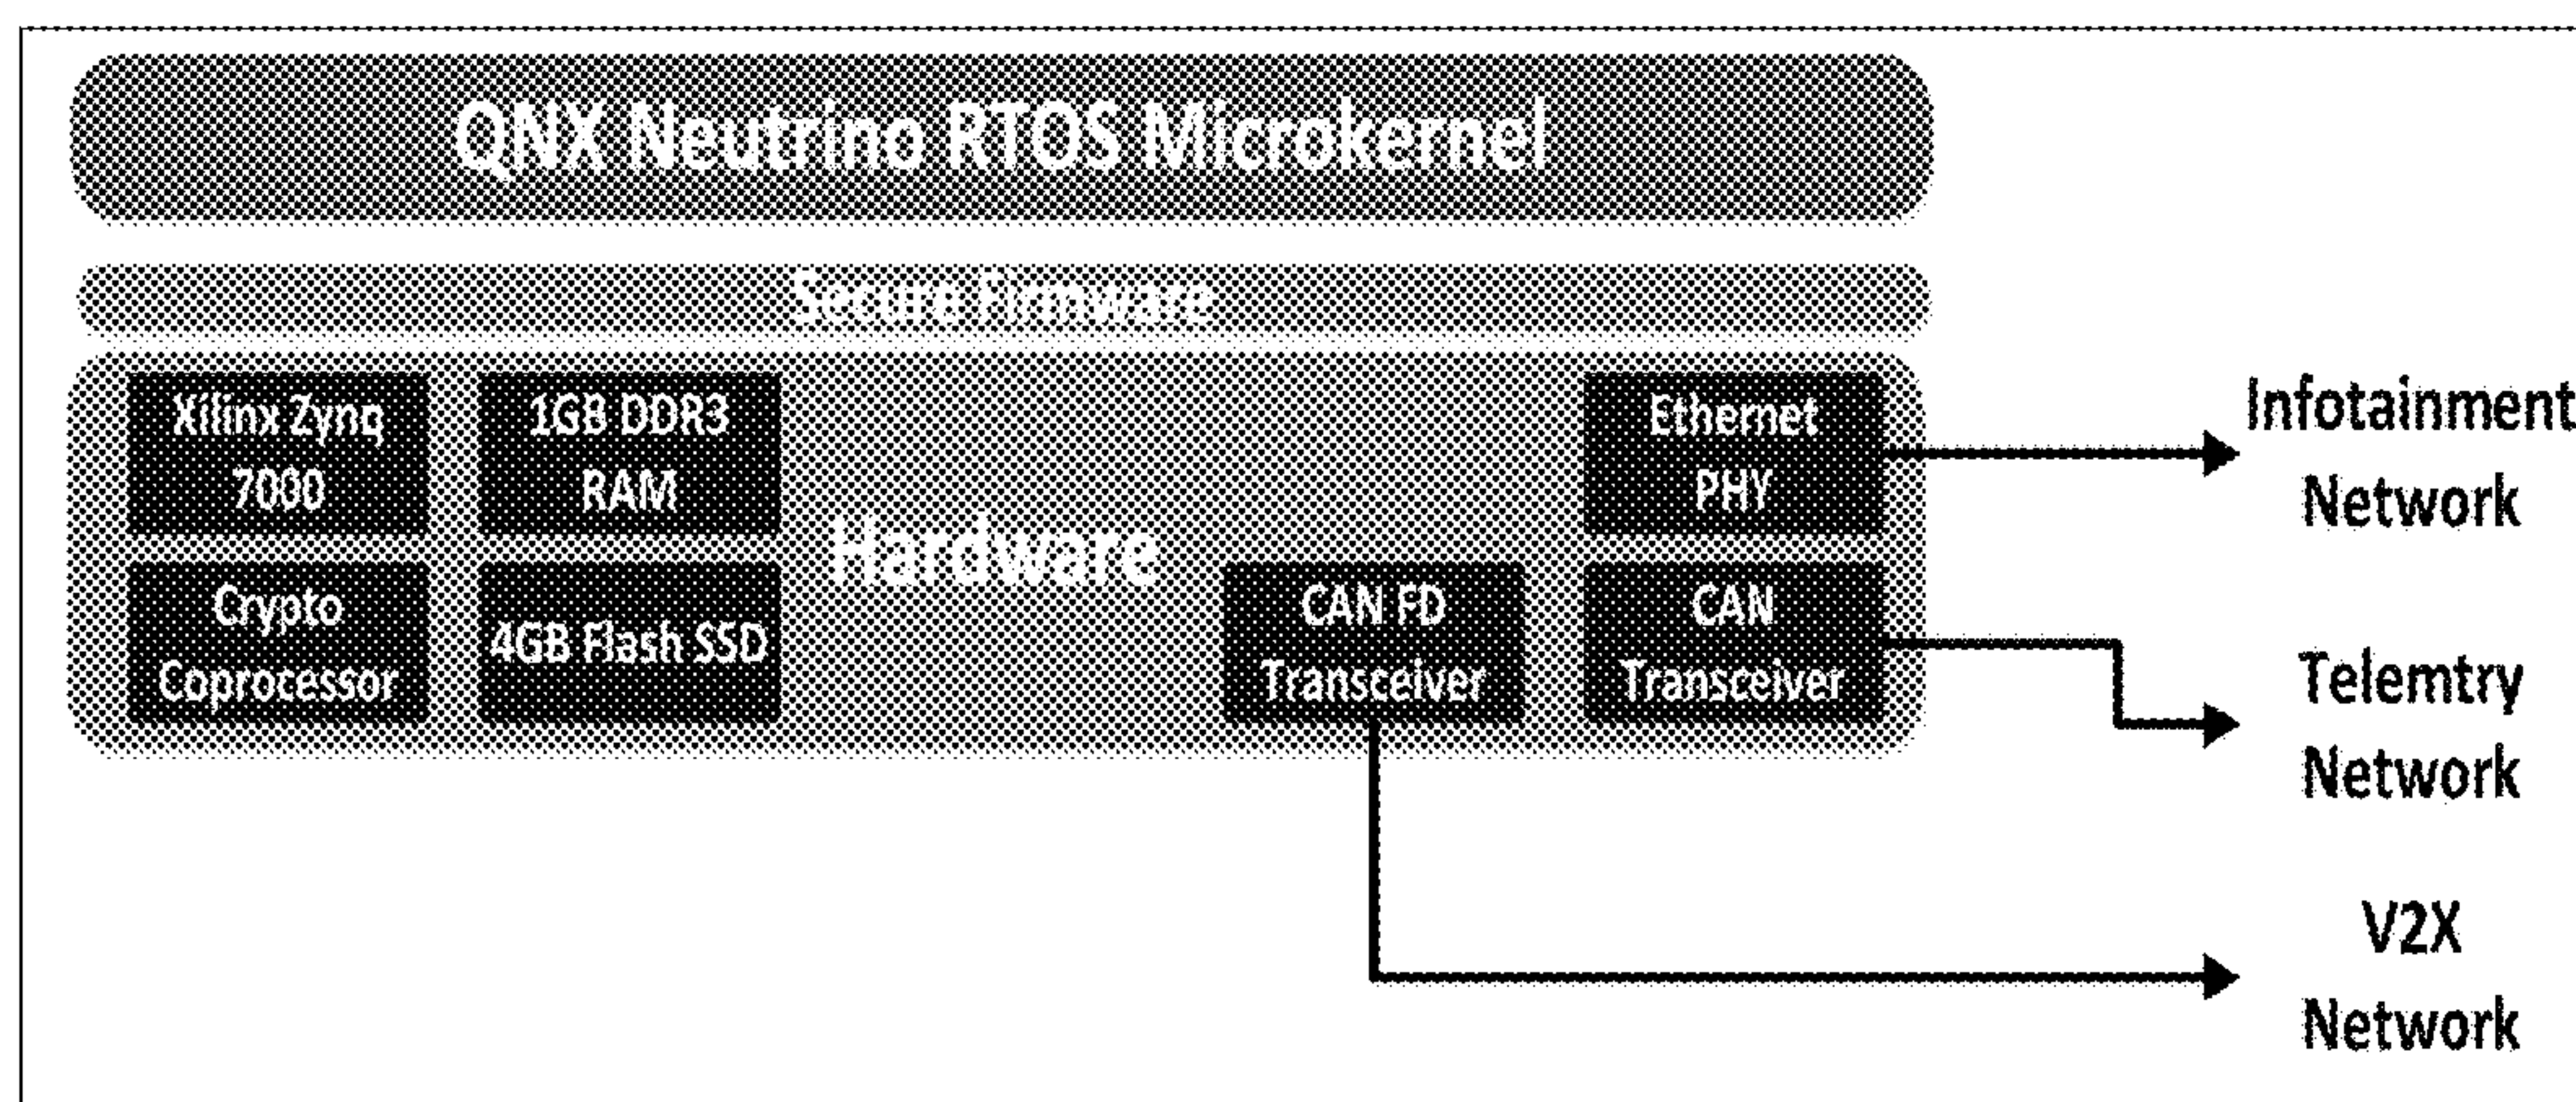 QNX Neutrino RTOS Microkernel
Secure Firmware
Xilinx Zynq
7000
1GB DDR3
RAM
Ethernet
PHY
Infotainment
Network
Hardware
Crypto
Coprocessor
4GB Flash SSD
CAN FD
Transceiver
CAN
Transceiver
Telemtry
Network
V2X
Network